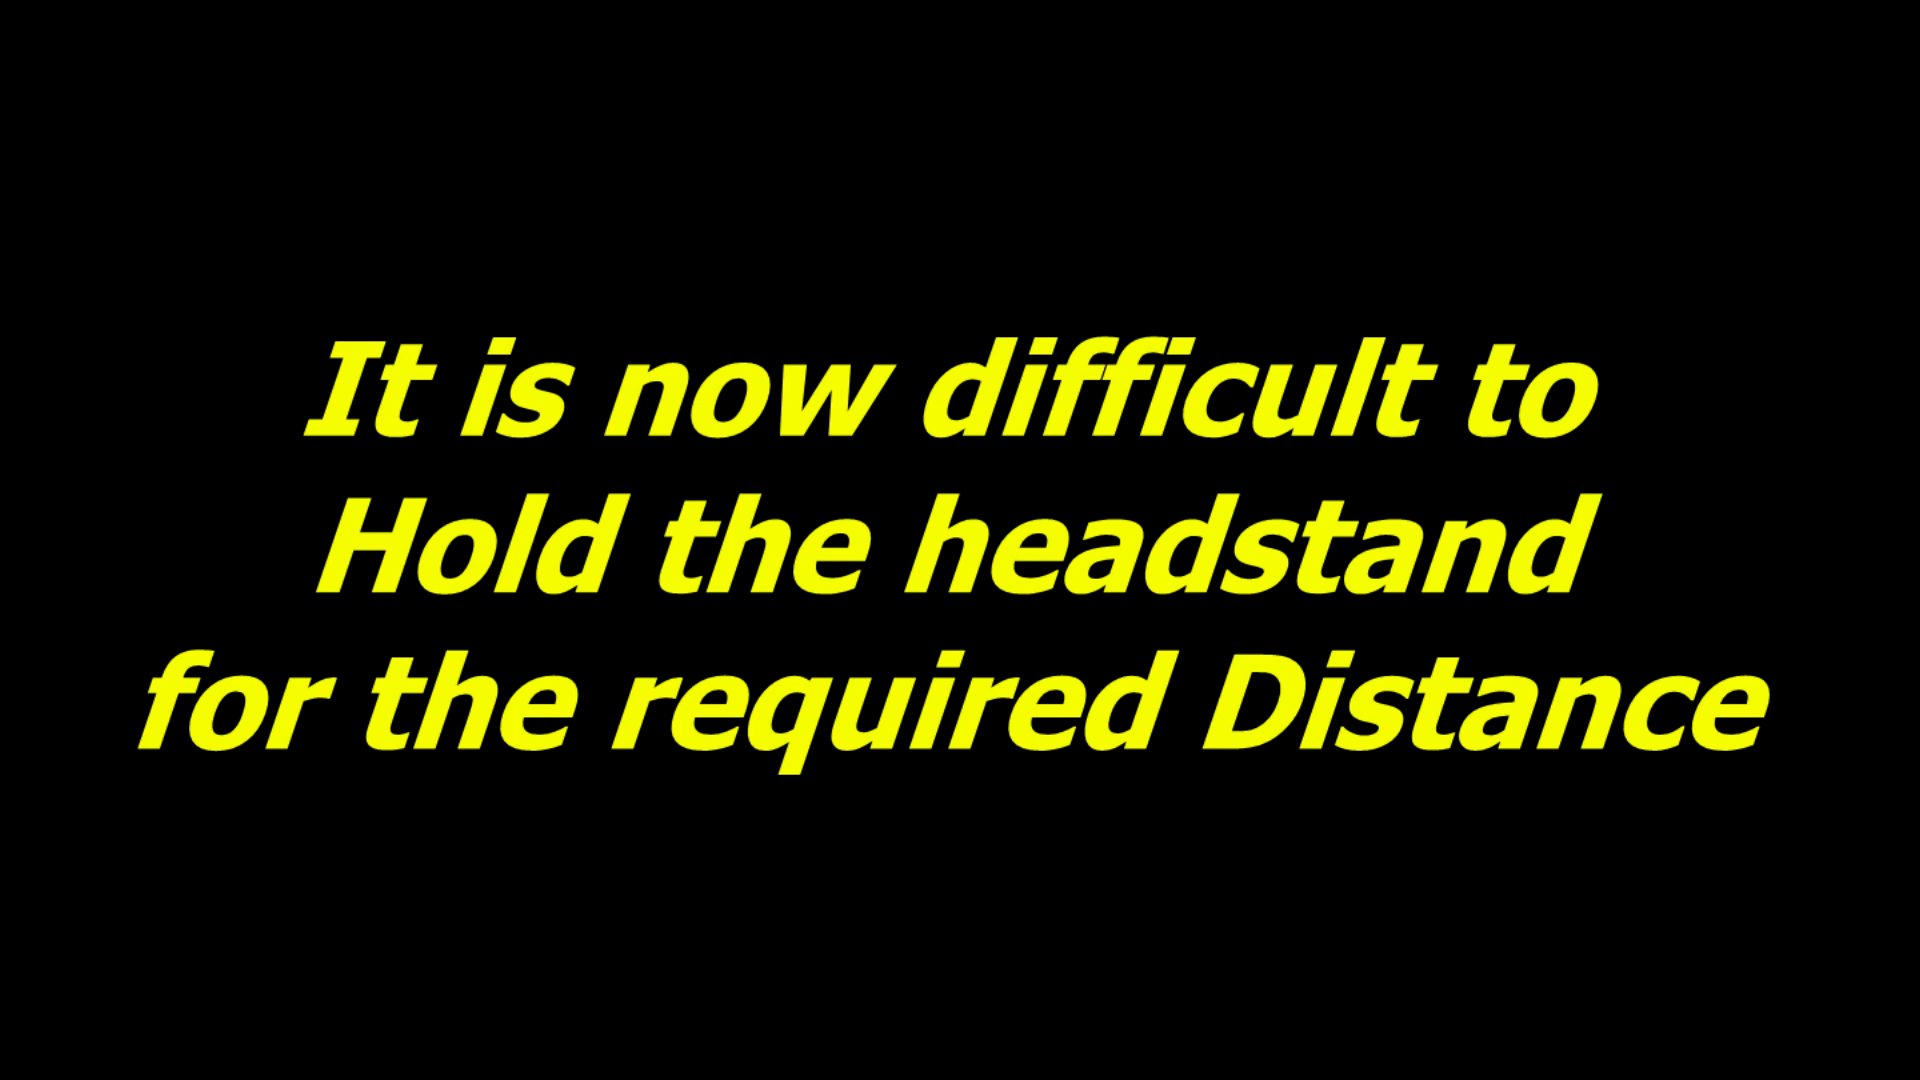 It is now difficult to
Hold the headstand
for the required Distance